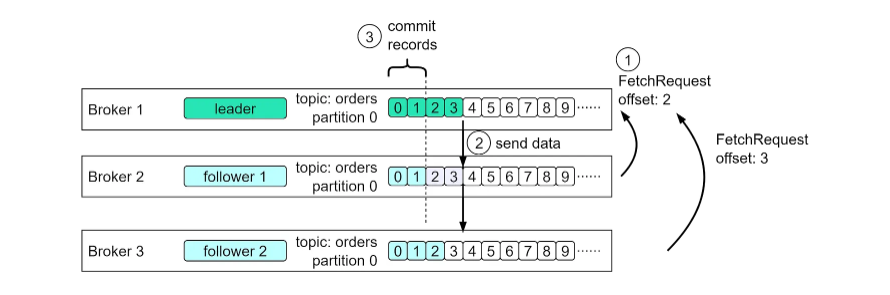 3
commit
records
1
FetchRequest
offset: 2
Broker 1
leader
topic: orders
partition 0
0 1 2 3 4 5 6 7 8 9 ......
2
send data
FetchRequest
offset: 3
Broker 2
follower 1
topic: orders
partition 0
0 1 2 3 4 5 6 7 8 9 ......
Broker 3
follower 2
topic: orders
partition 0
0 1 2 3 4 5 6 7 8 9 ......